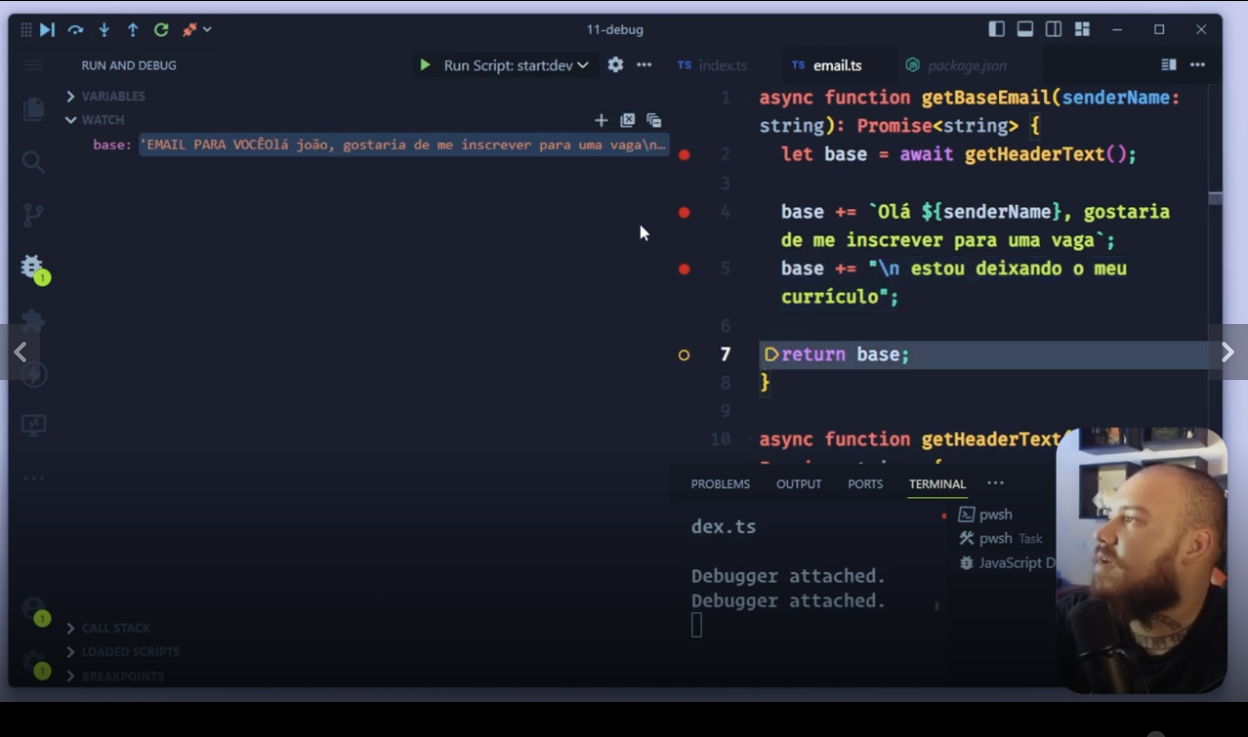 11-debug
RUN AND DEBUG
Run Script: start:dev
TS index.ts
TS email.ts
package.json
VARIABLES
WATCH
base: 'EMAIL PARA VOCÊOlá joão, gostaria de me inscrever para uma vaga\n…
1 async function getBaseEmail(senderName:
string): Promise<string> {
2 let base = await getHeaderText();
3
4 base += `Olá ${senderName}, gostaria
de me inscrever para uma vaga`;
5 base += "\n estou deixando o meu
currículo";
6
7 return base;
8 }
9
10 async function getHeaderText(
PROBLEMS OUTPUT PORTS TERMINAL
dex.ts
Debugger attached.
Debugger attached.
pwsh
pwsh Task
JavaScript D
1
1
1
CALL STACK
LOADED SCRIPTS
BREAKPOINTS